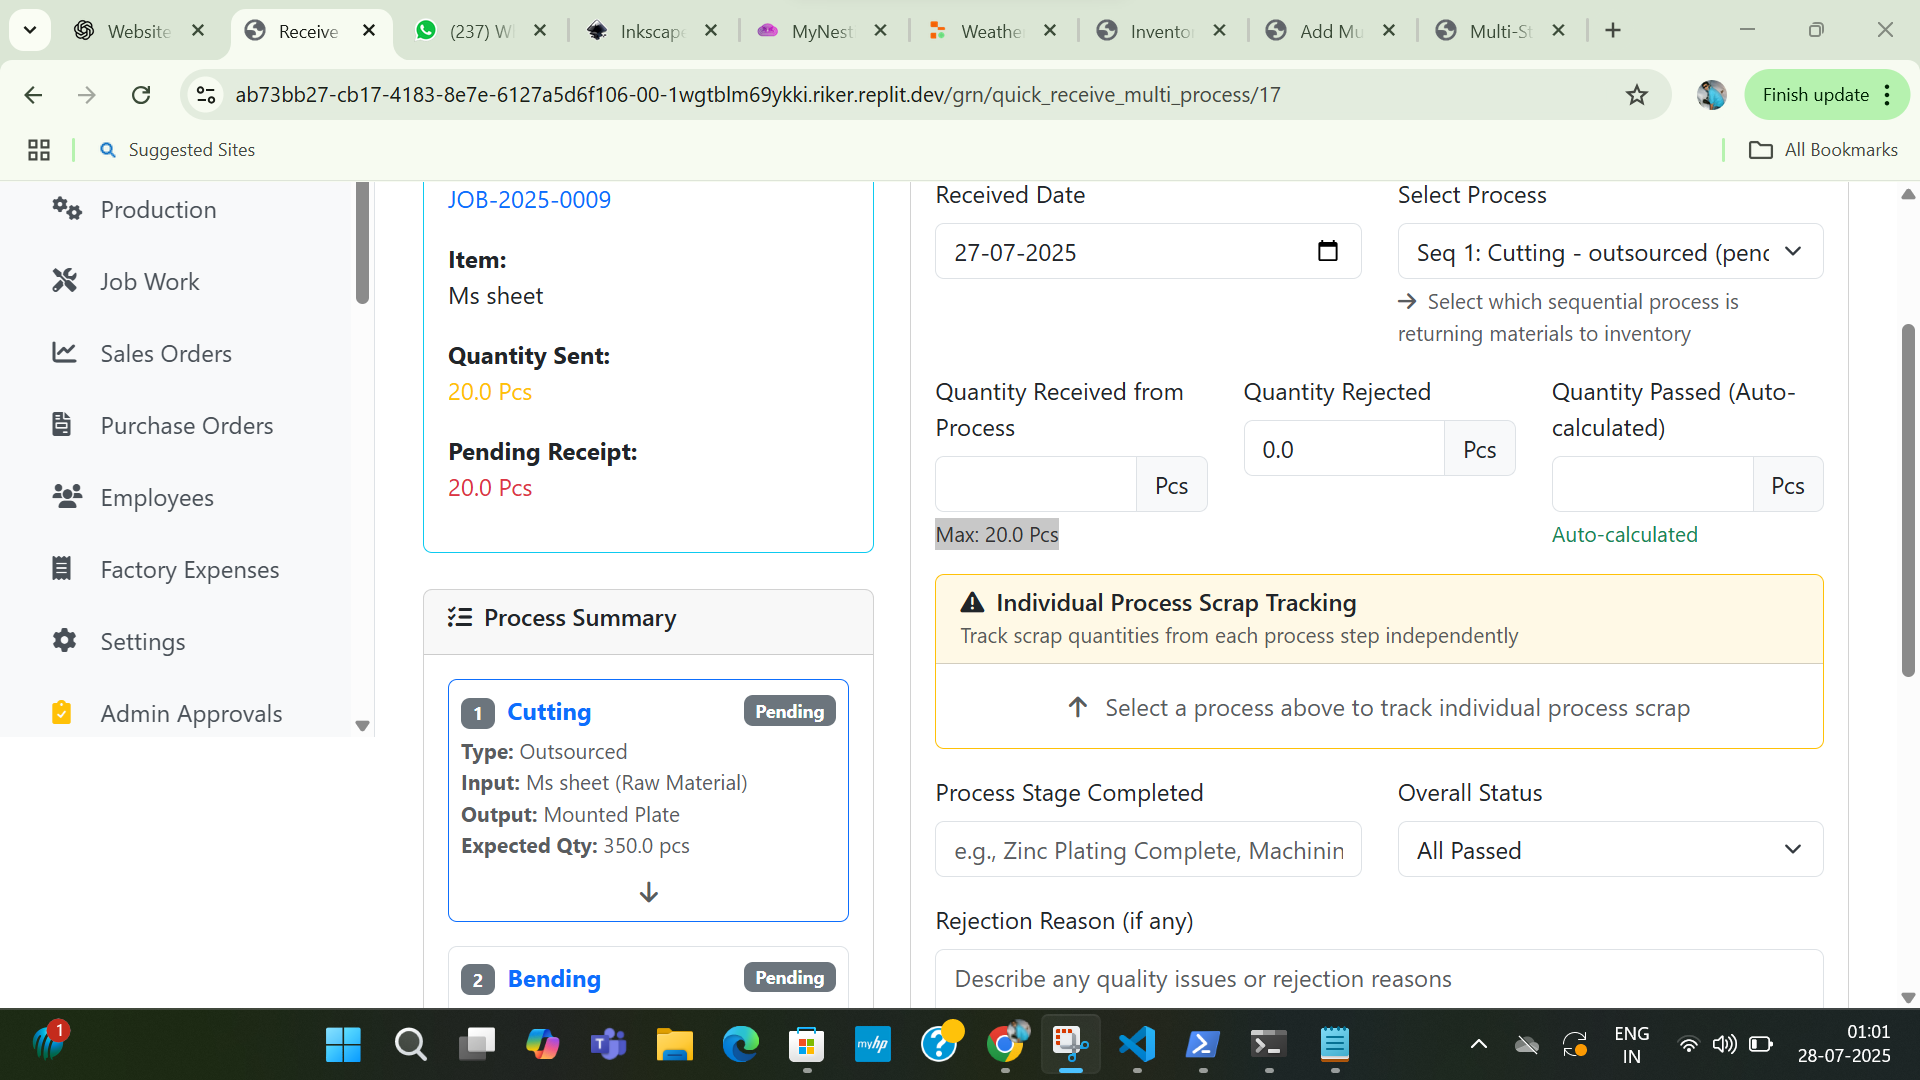 Website
Receive
(237) W
Inkscape
MyNest
Weathe
Invento
Add Mu
Multi-St
ab73bb27-cb17-4183-8e7e-6127a5d6f106-00-1wgtblm69ykki.riker.replit.dev/grn/quick_receive_multi_process/17
Finish update
Suggested Sites
All Bookmarks
Production
Job Work
Sales Orders
Purchase Orders
Employees
Factory Expenses
Settings
Admin Approvals
JOB-2025-0009
Item:
Ms sheet
Quantity Sent:
20.0 Pcs
Pending Receipt:
20.0 Pcs
Process Summary
1 Cutting Pending
Type: Outsourced
Input: Ms sheet (Raw Material)
Output: Mounted Plate
Expected Qty: 350.0 pcs
2 Bending Pending
Received Date
27-07-2025
Select Process
Seq 1: Cutting - outsourced (penc
Select which sequential process is
returning materials to inventory
Quantity Received from
Process
Pcs
Max: 20.0 Pcs
Quantity Rejected
0.0 Pcs
Quantity Passed (Auto-
calculated)
Pcs
Auto-calculated
Individual Process Scrap Tracking
Track scrap quantities from each process step independently
Select a process above to track individual process scrap
Process Stage Completed
e.g., Zinc Plating Complete, Machinin
Overall Status
All Passed
Rejection Reason (if any)
Describe any quality issues or rejection reasons
1
myhp
ENG
IN
01:01
28-07-2025